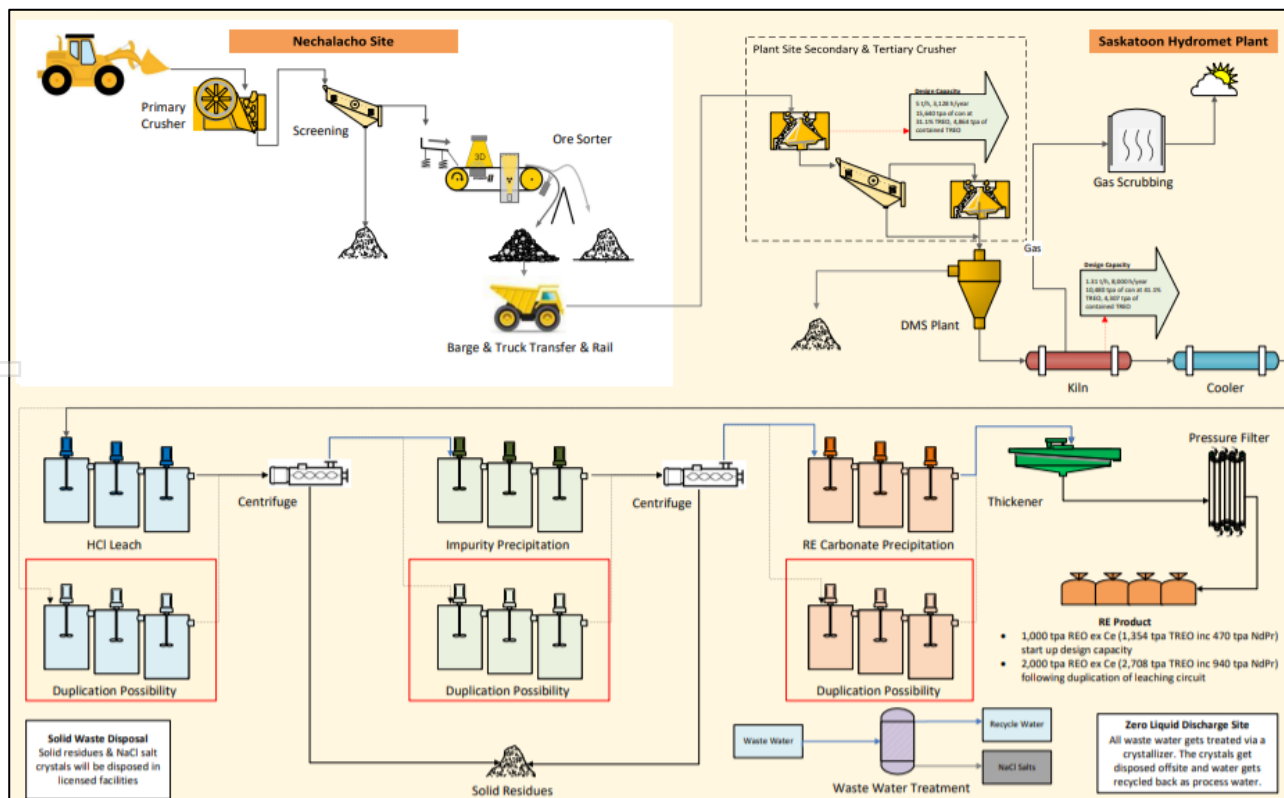 Nechalacho Site
Primary
Crusher
Screening
Ore Sorter
3D
Barge & Truck Transfer & Rail
Plant Site Secondary & Tertiary Crusher
Design Capacity
5 t/h, 3,128 h/year
15,640 tpa of con at
31.1% TREO, 4,864 tpa of
contained TREO
Saskatoon Hydromet Plant
Gas Scrubbing
Gas
DMS Plant
Design Capacity
1.31 t/h, 8,000 h/year
10,480 tpa of con at 41.1%
TREO, 4,307 tpa of
contained TREO
Kiln
Cooler
HCl Leach
Centrifuge
Impurity Precipitation
Centrifuge
RE Carbonate Precipitation
Thickener
Pressure Filter
Duplication Possibility
Duplication Possibility
Duplication Possibility
RE Product
• 1,000 tpa REO ex Ce (1,354 tpa TREO inc 470 tpa NdPr)
start up design capacity
• 2,000 tpa REO ex Ce (2,708 tpa TREO inc 940 tpa NdPr)
following duplication of leaching circuit
Solid Waste Disposal
Solid residues & NaCl salt
crystals will be disposed in
licensed facilities
Solid Residues
Waste Water
Recycle Water
NaCl Salts
Waste Water Treatment
Zero Liquid Discharge Site
All waste water gets treated via a
crystallizer. The crystals get
disposed offsite and water gets
recycled back as process water.